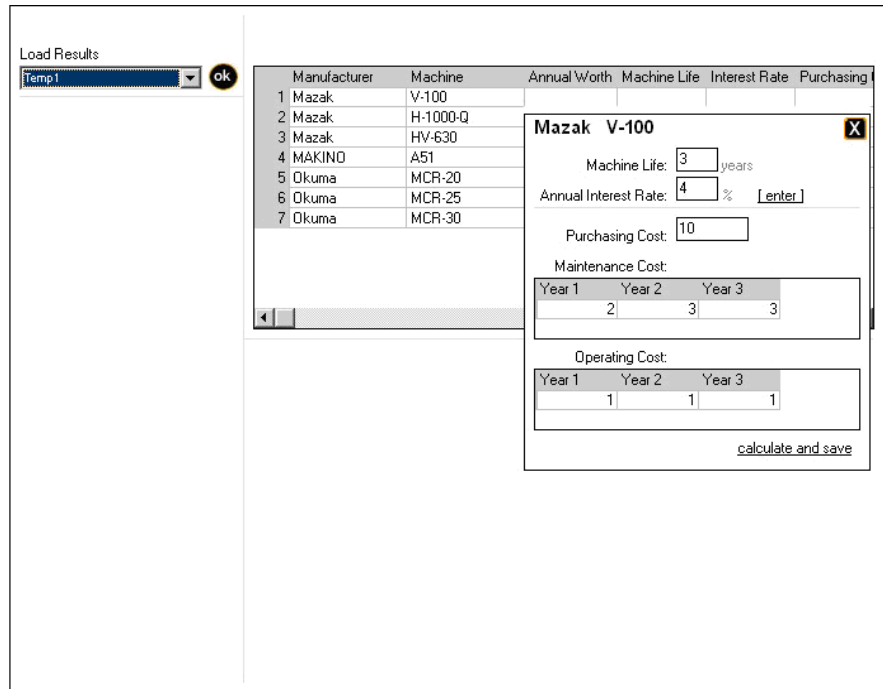 Load Results
Temp1
ok
Manufacturer Machine Annual Worth Machine Life Interest Rate Purchasing
1 Mazak V-100
2 Mazak H-1000-Q
3 Mazak HV-630
4 MAKINO A51
5 Okuma MCR-20
6 Okuma MCR-25
7 Okuma MCR-30
Mazak V-100 X
Machine Life: 3 years
Annual Interest Rate: 4 % [ enter ]
Purchasing Cost: 10
Maintenance Cost:
Year 1 Year 2 Year 3
2 3 3
Operating Cost:
Year 1 Year 2 Year 3
1 1 1
calculate and save